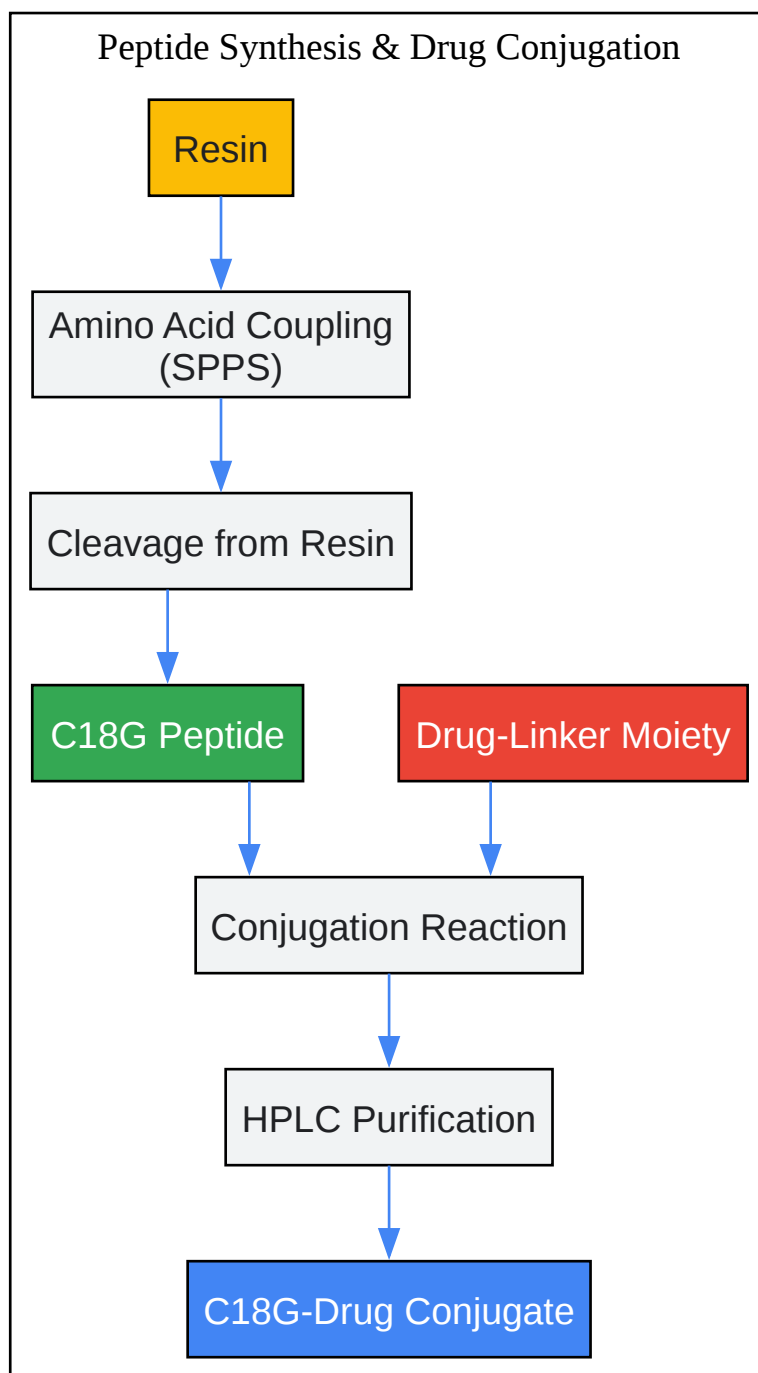 Peptide Synthesis & Drug Conjugation
Resin
Amino Acid Coupling
(SPPS)
Cleavage from Resin
C18G Peptide
Drug-Linker Moiety
Conjugation Reaction
HPLC Purification
C18G-Drug Conjugate